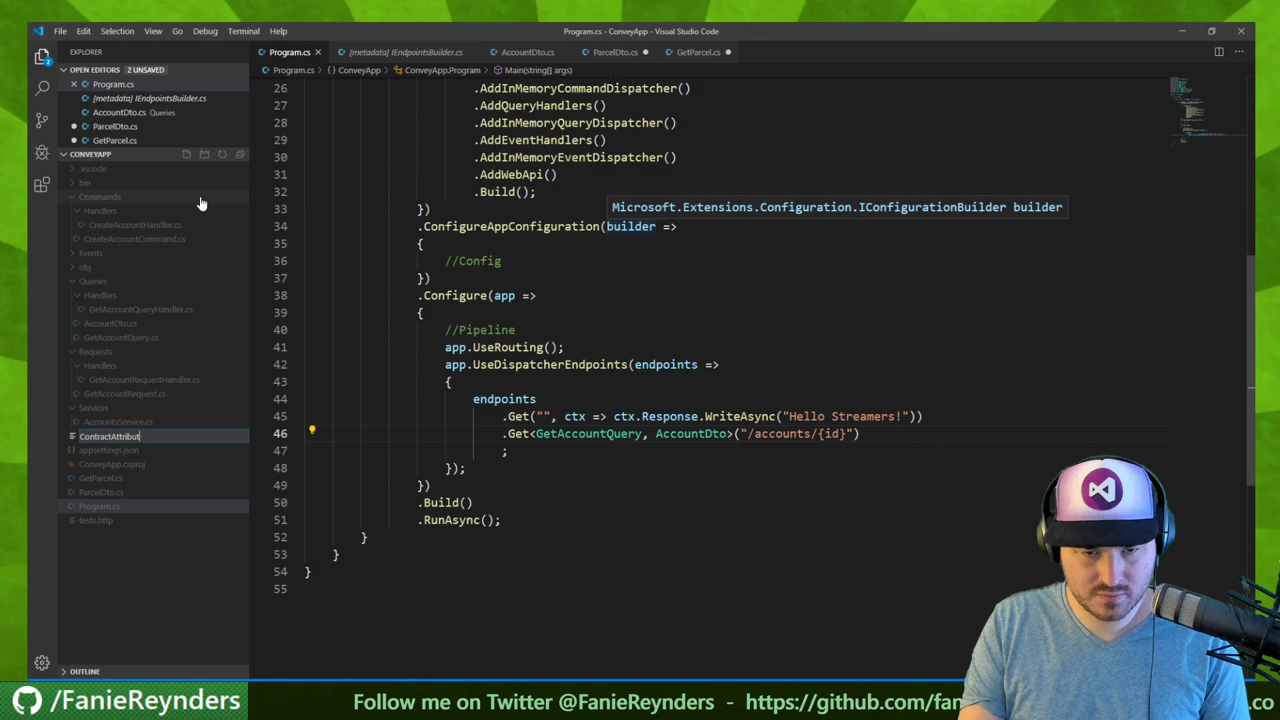 File Edit Selection View Go Debug Terminal Help
Program.cs - ConveyApp - Visual Studio Code
EXPLORER
Program.cs
[metadata] IEndpointsBuilder.cs
AccountDto.cs
ParcelDto.cs
GetParcel.cs
OPEN EDITORS 2 UNSAVED
Program.cs
[metadata] IEndpointsBuilder.cs
AccountDto.cs Queries
ParcelDto.cs
GetParcel.cs
CONVEYAPP
.vscode
bin
Commands
Handlers
CreateAccountHandler.cs
CreateAccountCommand.cs
Events
obj
Queries
Handlers
GetAccountQueryHandler.cs
AccountDto.cs
GetAccountQuery.cs
Requests
Handlers
GetAccountRequestHandler.cs
GetAccountRequest.cs
Services
AccountsService.cs
ContractAttribut
appsettings.json
ConveyApp.csproj
GetParcel.cs
ParcelDto.cs
Program.cs
tests.http
OUTLINE
2
Program.cs > { } ConveyApp > ConveyApp.Program > Main(string[] args)
26 .AddInMemoryCommandDispatcher()
27 .AddQueryHandlers()
28 .AddInMemoryQueryDispatcher()
29 .AddEventHandlers()
30 .AddInMemoryEventDispatcher()
31 .AddWebApi()
32 .Build();
33 })
Microsoft.Extensions.Configuration.IConfigurationBuilder builder
34 .ConfigureAppConfiguration(builder =>
35 {
36 //Config
37 })
38 .Configure(app =>
39 {
40 //Pipeline
41 app.UseRouting();
42 app.UseDispatcherEndpoints(endpoints =>
43 {
44 endpoints
45 .Get("", ctx => ctx.Response.WriteAsync("Hello Streamers!"))
46 .Get<GetAccountQuery, AccountDto>("/accounts/{id}")
47 ;
48 });
49 })
50 .Build()
51 .RunAsync();
52 }
53 }
54 }
55
/FanieReynders
Follow me on Twitter @FanieReynders - https://github.com/fan
co